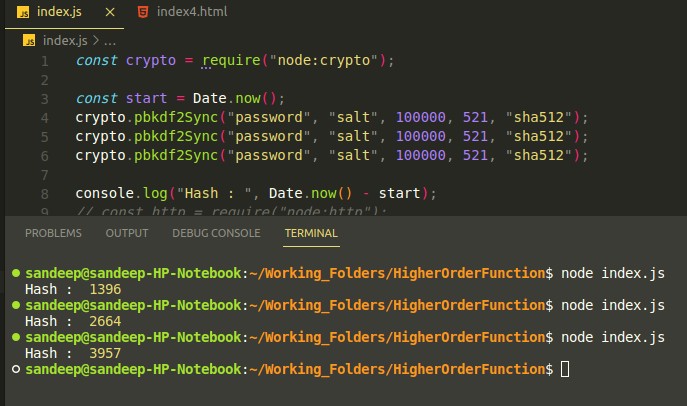 JS index.js × 5 index4.html
JS index.js > ...
1 const crypto = require("node:crypto");
2
3 const start = Date.now();
4 crypto.pbkdf2Sync("password", "salt", 100000, 521, "sha512");
5 crypto.pbkdf2Sync("password", "salt", 100000, 521, "sha512");
6 crypto.pbkdf2Sync("password", "salt", 100000, 521, "sha512");
7
8 console.log("Hash : ", Date.now() - start);
9 // const http = require("node:http");
PROBLEMS OUTPUT DEBUG CONSOLE TERMINAL
sandeep@sandeep-HP-Notebook:~/Working_Folders/HigherOrderFunction$ node index.js
Hash :  1396
sandeep@sandeep-HP-Notebook:~/Working_Folders/HigherOrderFunction$ node index.js
Hash :  2664
sandeep@sandeep-HP-Notebook:~/Working_Folders/HigherOrderFunction$ node index.js
Hash :  3957
sandeep@sandeep-HP-Notebook:~/Working_Folders/HigherOrderFunction$